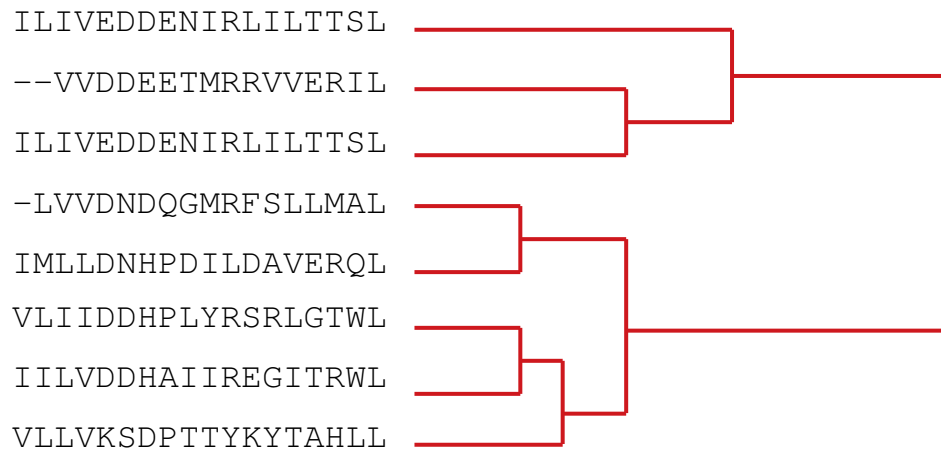 ILIVEDDENIRLILTTSL
--VVDDEETMRRVVERIL
ILIVEDDENIRLILTTSL
-LVVDNDQGMRFSLLMAL
IMLLDNHPDILDAVERQL
VLIIDDHPLYRSRLGTWL
IILVDDHAIIREGITRWL
VLLVKSDPTTYKYTAHLL